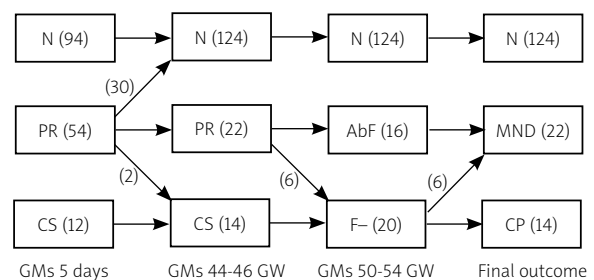 N (94) N (124) N (124) N (124)
(30)
PR (54) PR (22) AbF (16) MND (22)
(2) (6) (6)
CS (12) CS (14) F– (20) CP (14)
GMs 5 days GMs 44-46 GW GMs 50-54 GW Final outcome